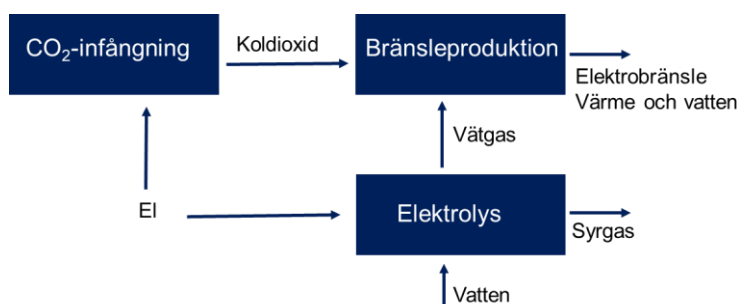 CO₂-infångning
Koldioxid
Bränsleproduktion
Elektrobränsle
Värme och vatten
Vätgas
El
Elektrolys
Syrgas
Vatten